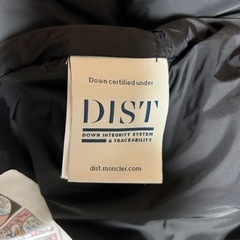 Down certified under
DIST
DOWN INTEGRITY SYSTEM
& TRACEABILITY
dist.moncler.com